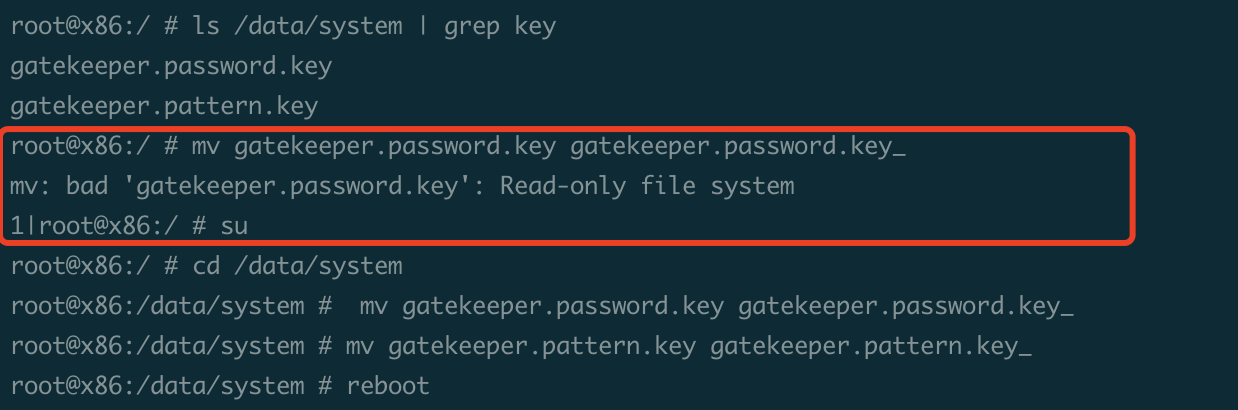 root@x86:/ # ls /data/system | grep key
gatekeeper.password.key
gatekeeper.pattern.key
root@x86:/ # mv gatekeeper.password.key gatekeeper.password.key_
mv: bad 'gatekeeper.password.key': Read-only file system
1|root@x86:/ # su
root@x86:/ # cd /data/system
root@x86:/data/system #  mv gatekeeper.password.key gatekeeper.password.key_
root@x86:/data/system # mv gatekeeper.pattern.key gatekeeper.pattern.key_
root@x86:/data/system # reboot